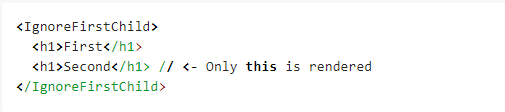 <IgnoreFirstChild>
<h1>First</h1>
<h1>Second</h1> // <- Only this is rendered
</IgnoreFirstChild>